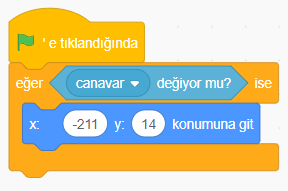 ' e tıklandığında
eğer canavar değiyor mu? ise
x: -211 y: 14 konumuna git